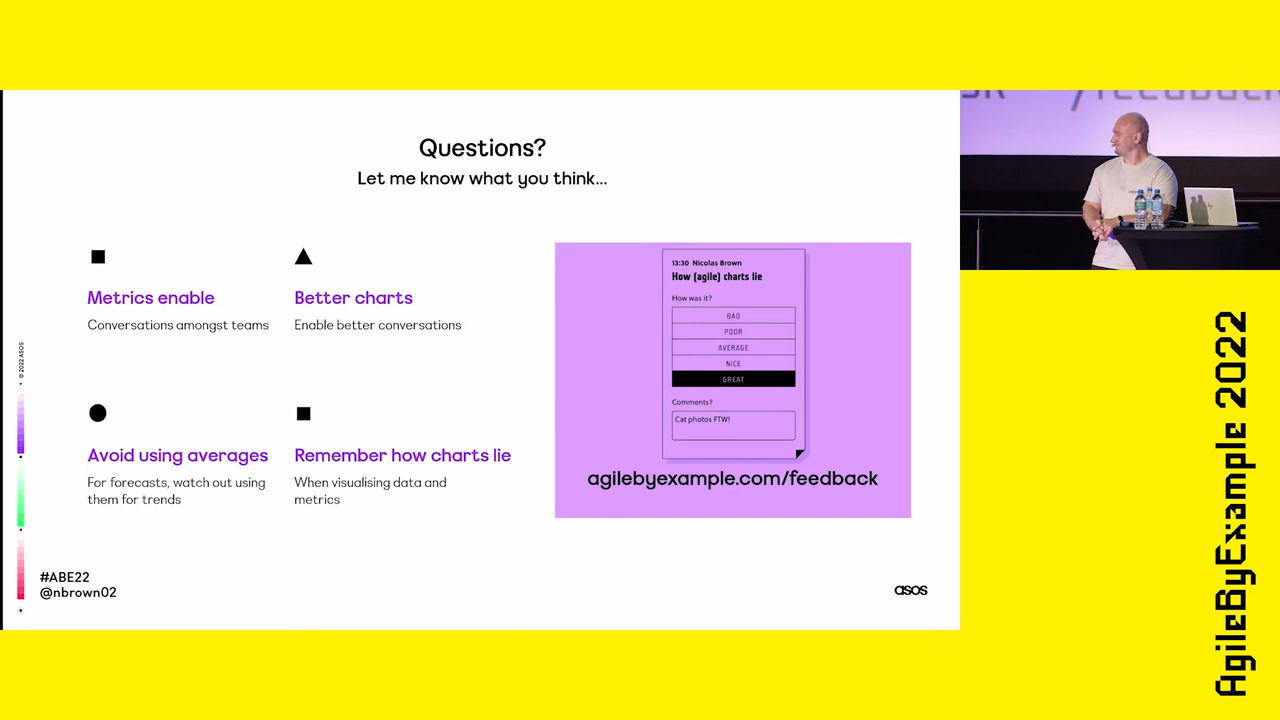 Questions?
Let me know what you think...
Metrics enable
Conversations amongst teams
Better charts
Enable better conversations
Avoid using averages
For forecasts, watch out using
them for trends
Remember how charts lie
When visualising data and
metrics
13:30 Nicolas Brown
How (agile) charts lie
How was it?
BAD
POOR
AVERAGE
NICE
GREAT
Comments?
Cat photos FTW!
agilebyexample.com/feedback
© 2022 ASOS
#ABE22
@nbrown02
asos
/feedback
AgileByExample 2022